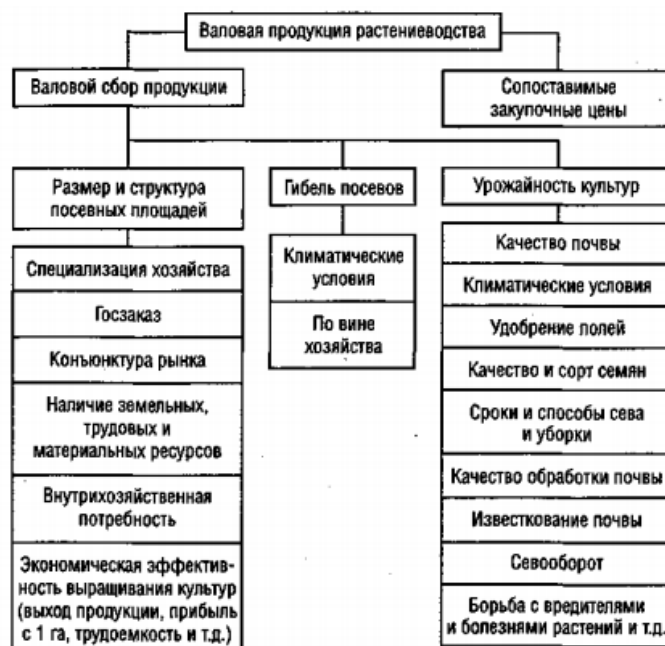 Валовая продукция растениеводства
Валовой сбор продукции
Сопоставимые
закупочные цены
Размер и структура
посевных площадей
Гибель посевов
Урожайность культур
Специализация хозяйства
Госзаказ
Конъюнктура рынка
Наличие земельных,
трудовых и
материальных ресурсов
Внутрихозяйственная
потребность
Экономическая эффектив-
ность выращивания культур
(выход продукции, прибыль
с 1 га, трудоемкость и т.д.)
Климатические
условия
По вине
хозяйства
Качество почвы
Климатические условия
Удобрение полей
Качество и сорт семян
Сроки и способы сева
и уборки
Качество обработки почвы
Известкование почвы
Севооборот
Борьба с вредителями
и болезнями растений и т.д.